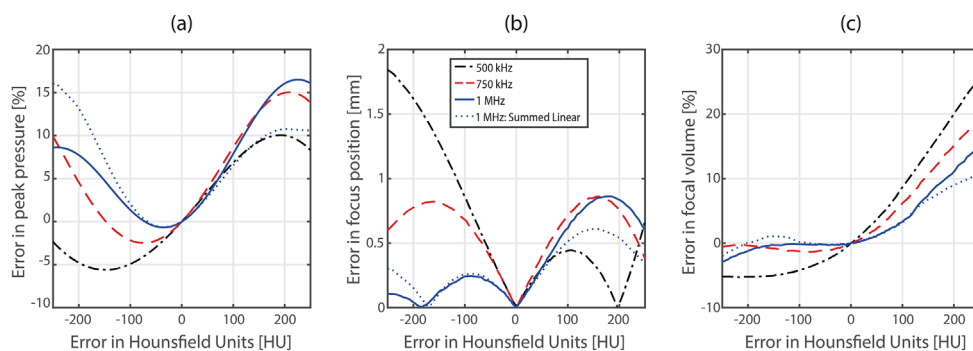 (a)
(b)
(c)
Error in peak pressure [%]
20
15
10
5
0
-5
-10
-200 -100 0 100 200
Error in Hounsfield Units [HU]
Error in focus position [mm]
2
1.5
1
0.5
0
500 kHz
750 kHz
1 MHz
1 MHz: Summed Linear
-200 -100 0 100 200
Error in Hounsfield Units [HU]
Error in focal volume [%]
30
20
10
0
-10
-200 -100 0 100 200
Error in Hounsfield Units [HU]